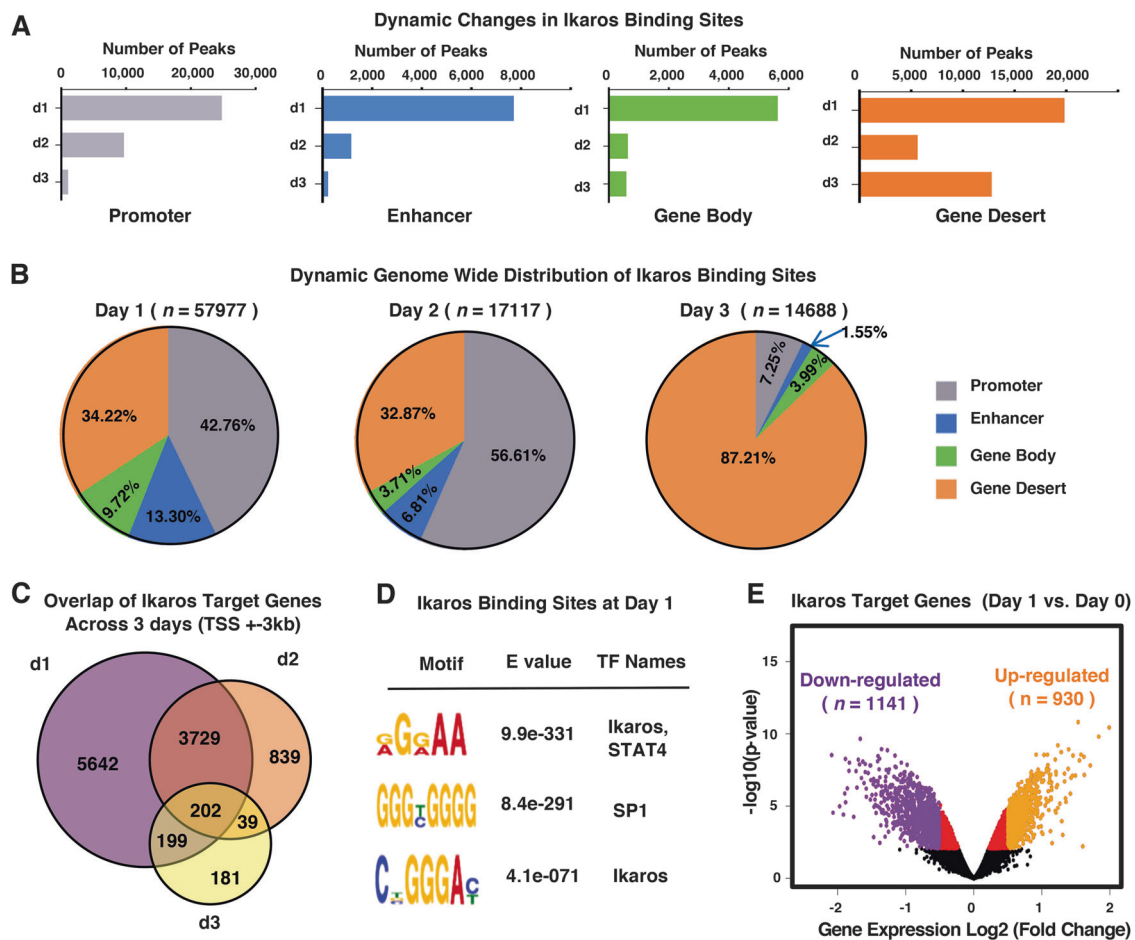 A
Dynamic Changes in Ikaros Binding Sites
Number of Peaks
0 10,000 20,000 30,000
d1
d2
d3
Promoter
Number of Peaks
0 2,000 4,000 6,000 8,000
d1
d2
d3
Enhancer
Number of Peaks
0 2,000 4,000 6,000
d1
d2
d3
Gene Body
Number of Peaks
0 5,000 10,000 15,000 20,000
d1
d2
d3
Gene Desert
B
Dynamic Genome Wide Distribution of Ikaros Binding Sites
Day 1 ( n = 57977 )
34.22%
42.76%
9.72%
13.30%
Day 2 ( n = 17117 )
32.87%
56.61%
3.71%
6.81%
Day 3 ( n = 14688 )
1.55%
7.25%
3.99%
87.21%
Promoter
Enhancer
Gene Body
Gene Desert
C
Overlap of Ikaros Target Genes
Across 3 days (TSS +-3kb)
d1
d2
5642
3729
839
202
39
199
181
d3
D
Ikaros Binding Sites at Day 1
Motif E value TF Names
AGGAA 9.9e-331 Ikaros,
STAT4
GGGTCGGGG 8.4e-291 SP1
C GGGACT 4.1e-071 Ikaros
E
Ikaros Target Genes (Day 1 vs. Day 0)
-log10(p-value)
15
10
5
0
Down-regulated
( n = 1141 )
Up-regulated
( n = 930 )
-2 -1 0 1 2
Gene Expression Log2 (Fold Change)